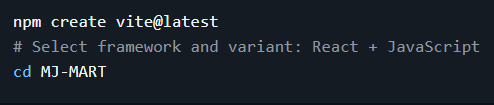 npm create vite@latest
# Select framework and variant: React + JavaScript
cd MJ-MART